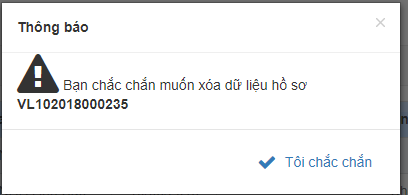 Thông báo
Bạn chắc chắn muốn xóa dữ liệu hồ sơ
VL102018000235
Tôi chắc chắn